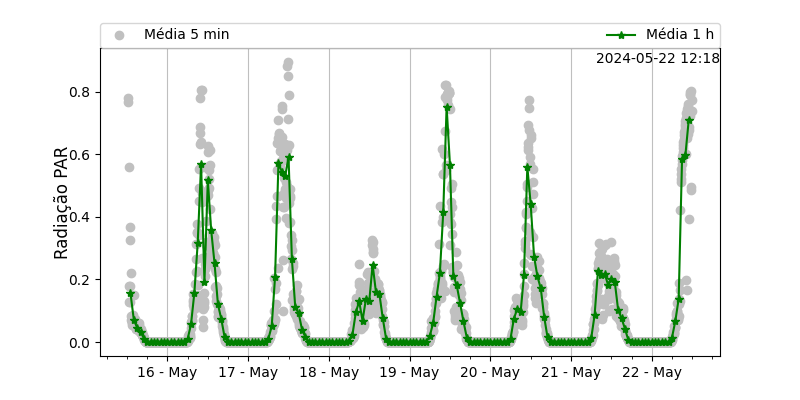 Média 5 min
Média 1 h
2024-05-22 12:18
Radiação PAR
0.8
0.6
0.4
0.2
0.0
16 - May
17 - May
18 - May
19 - May
20 - May
21 - May
22 - May